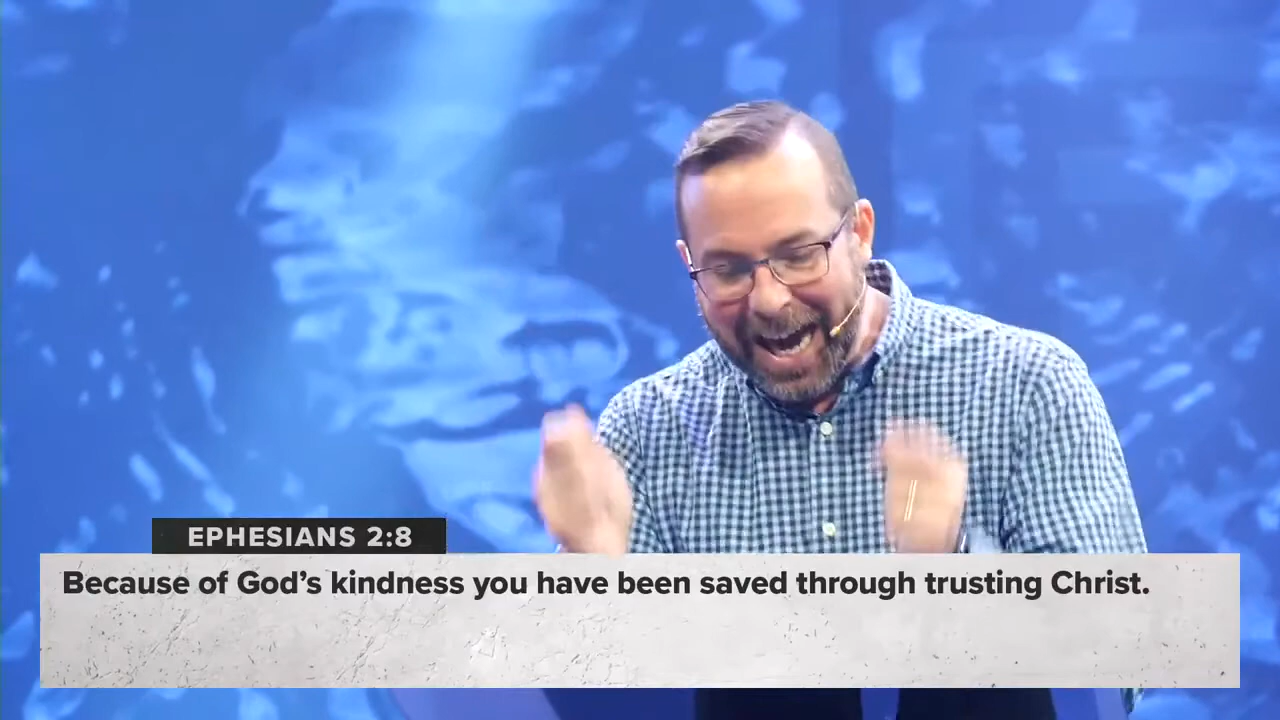 EPHESIANS 2:8
Because of God’s kindness you have been saved through trusting Christ.